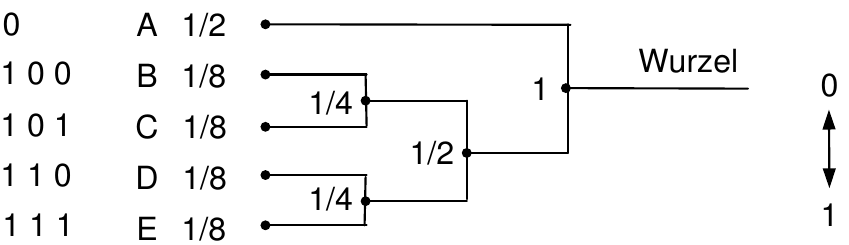 0 A 1/2
Wurzel
1 0 0 B 1/8
1
0
1/4
1 0 1 C 1/8
1/2
1 1 0 D 1/8
1/4
1
1 1 1 E 1/8